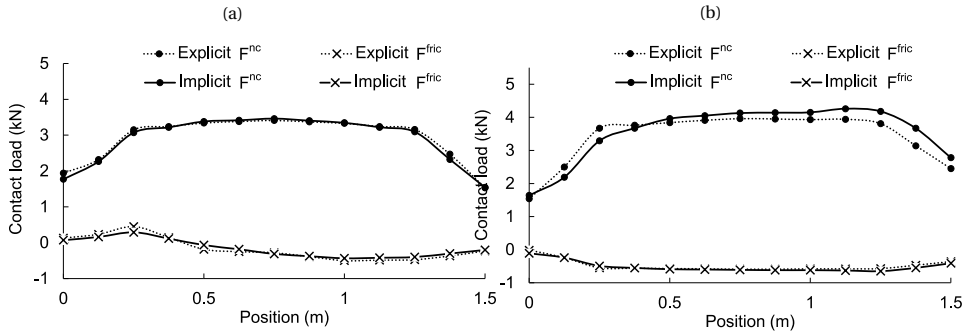 (a)
Explicit F^nc
Explicit F^fric
Implicit F^nc
Implicit F^fric
Contact load (kN)
5
4
3
2
1
0
-1
0
0.5
1
1.5
Position (m)
(b)
Explicit F^nc
Explicit F^fric
Implicit F^nc
Implicit F^fric
Contact load (kN)
5
4
3
2
1
0
-1
0
0.5
1
1.5
Position (m)